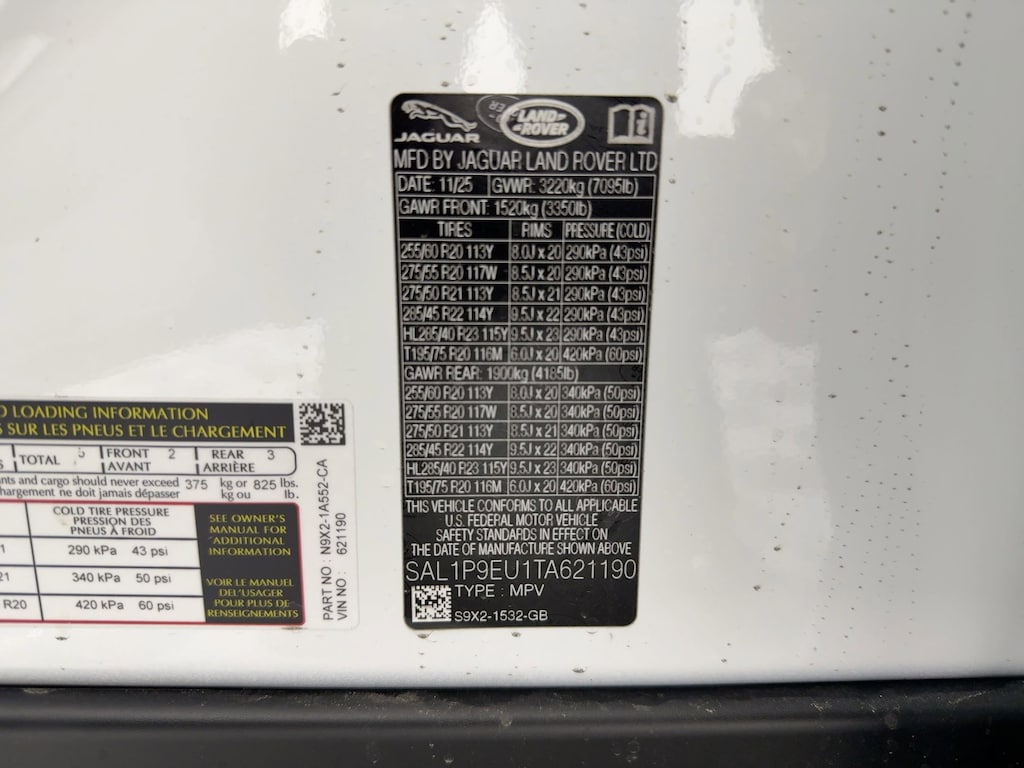 JAGUAR
LAND-
-ROVER
MFD BY JAGUAR LAND ROVER LTD
DATE: 11/25 GVWR: 3220kg (7095lb)
GAWR FRONT: 1520kg (3350lb)
TIRES RIMS PRESSURE (COLD)
255/60 R20 113Y 8.0J x 20 290kPa (43psi)
275/55 R20 117W 8.5J x 20 290kPa (43psi)
275/50 R21 113Y 8.5J x 21 290kPa (43psi)
285/45 R22 114Y 9.5J x 22 290kPa (43psi)
HL285/40 R23 115Y 9.5J x 23 290kPa (43psi)
T195/75 R20 116M 6.0J x 20 420kPa (60psi)
GAWR REAR: 1900kg (4185lb)
255/60 R20 113Y 8.0J x 20 340kPa (50psi)
275/55 R20 117W 8.5J x 20 340kPa (50psi)
275/50 R21 113Y 8.5J x 21 340kPa (50psi)
285/45 R22 114Y 9.5J x 22 340kPa (50psi)
HL285/40 R23 115Y 9.5J x 23 340kPa (50psi)
T195/75 R20 116M 6.0J x 20 420kPa (60psi)
THIS VEHICLE CONFORMS TO ALL APPLICABLE
U.S. FEDERAL MOTOR VEHICLE
SAFETY STANDARDS IN EFFECT ON
THE DATE OF MANUFACTURE SHOWN ABOVE
SAL1P9EU1TA621190
TYPE : MPV
S9X2-1532-GB
LOADING INFORMATION
SUR LES PNEUS ET LE CHARGEMENT
TOTAL 5 FRONT 2 REAR 3
AVANT ARRIÈRE
and cargo should never exceed 375 kg or 825 lbs.
ne doit jamais dépasser kg ou lb.
COLD TIRE PRESSURE
PRESSION DES
PNEUS À FROID
290 kPa 43 psi
340 kPa 50 psi
R20 420 kPa 60 psi
SEE OWNER'S
MANUAL FOR
ADDITIONAL
INFORMATION
VOIR LE MANUEL
DEL'USAGER
POUR PLUS DE
RENSEIGNEMENTS
PART NO : N9X2-1A552-CA
VIN NO : 621190